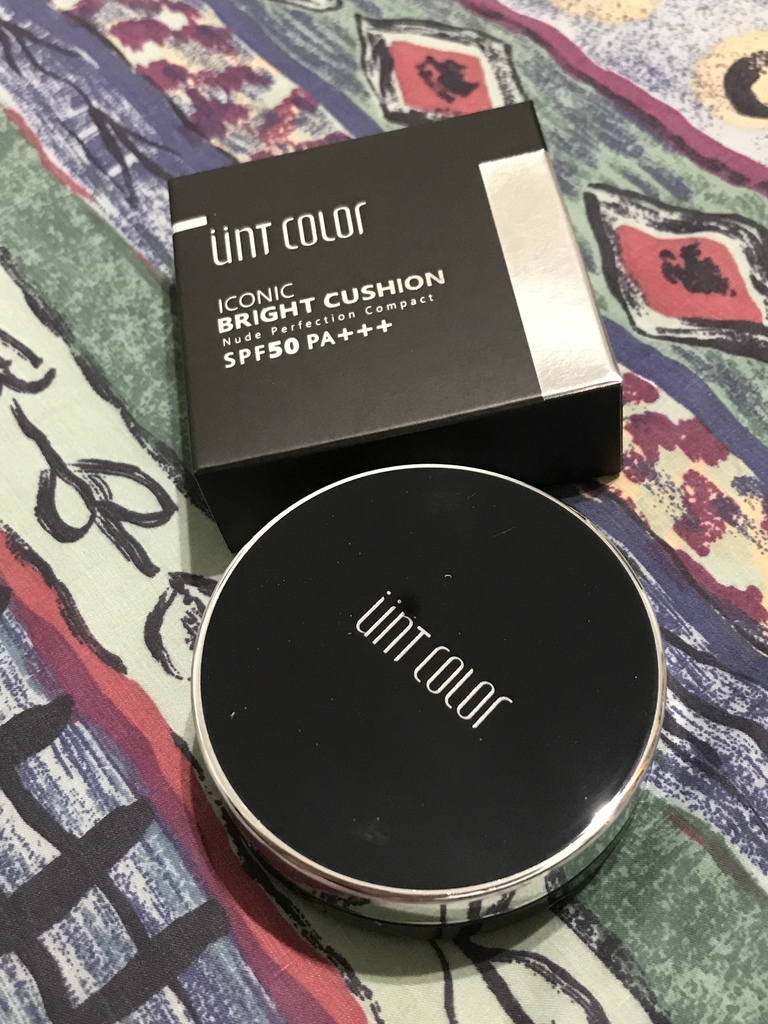 üNT COLOr
ICONIC
BRIGHT CUSHION
Nude Perfection Compact
SPF50 PA+++
üNT COLOr